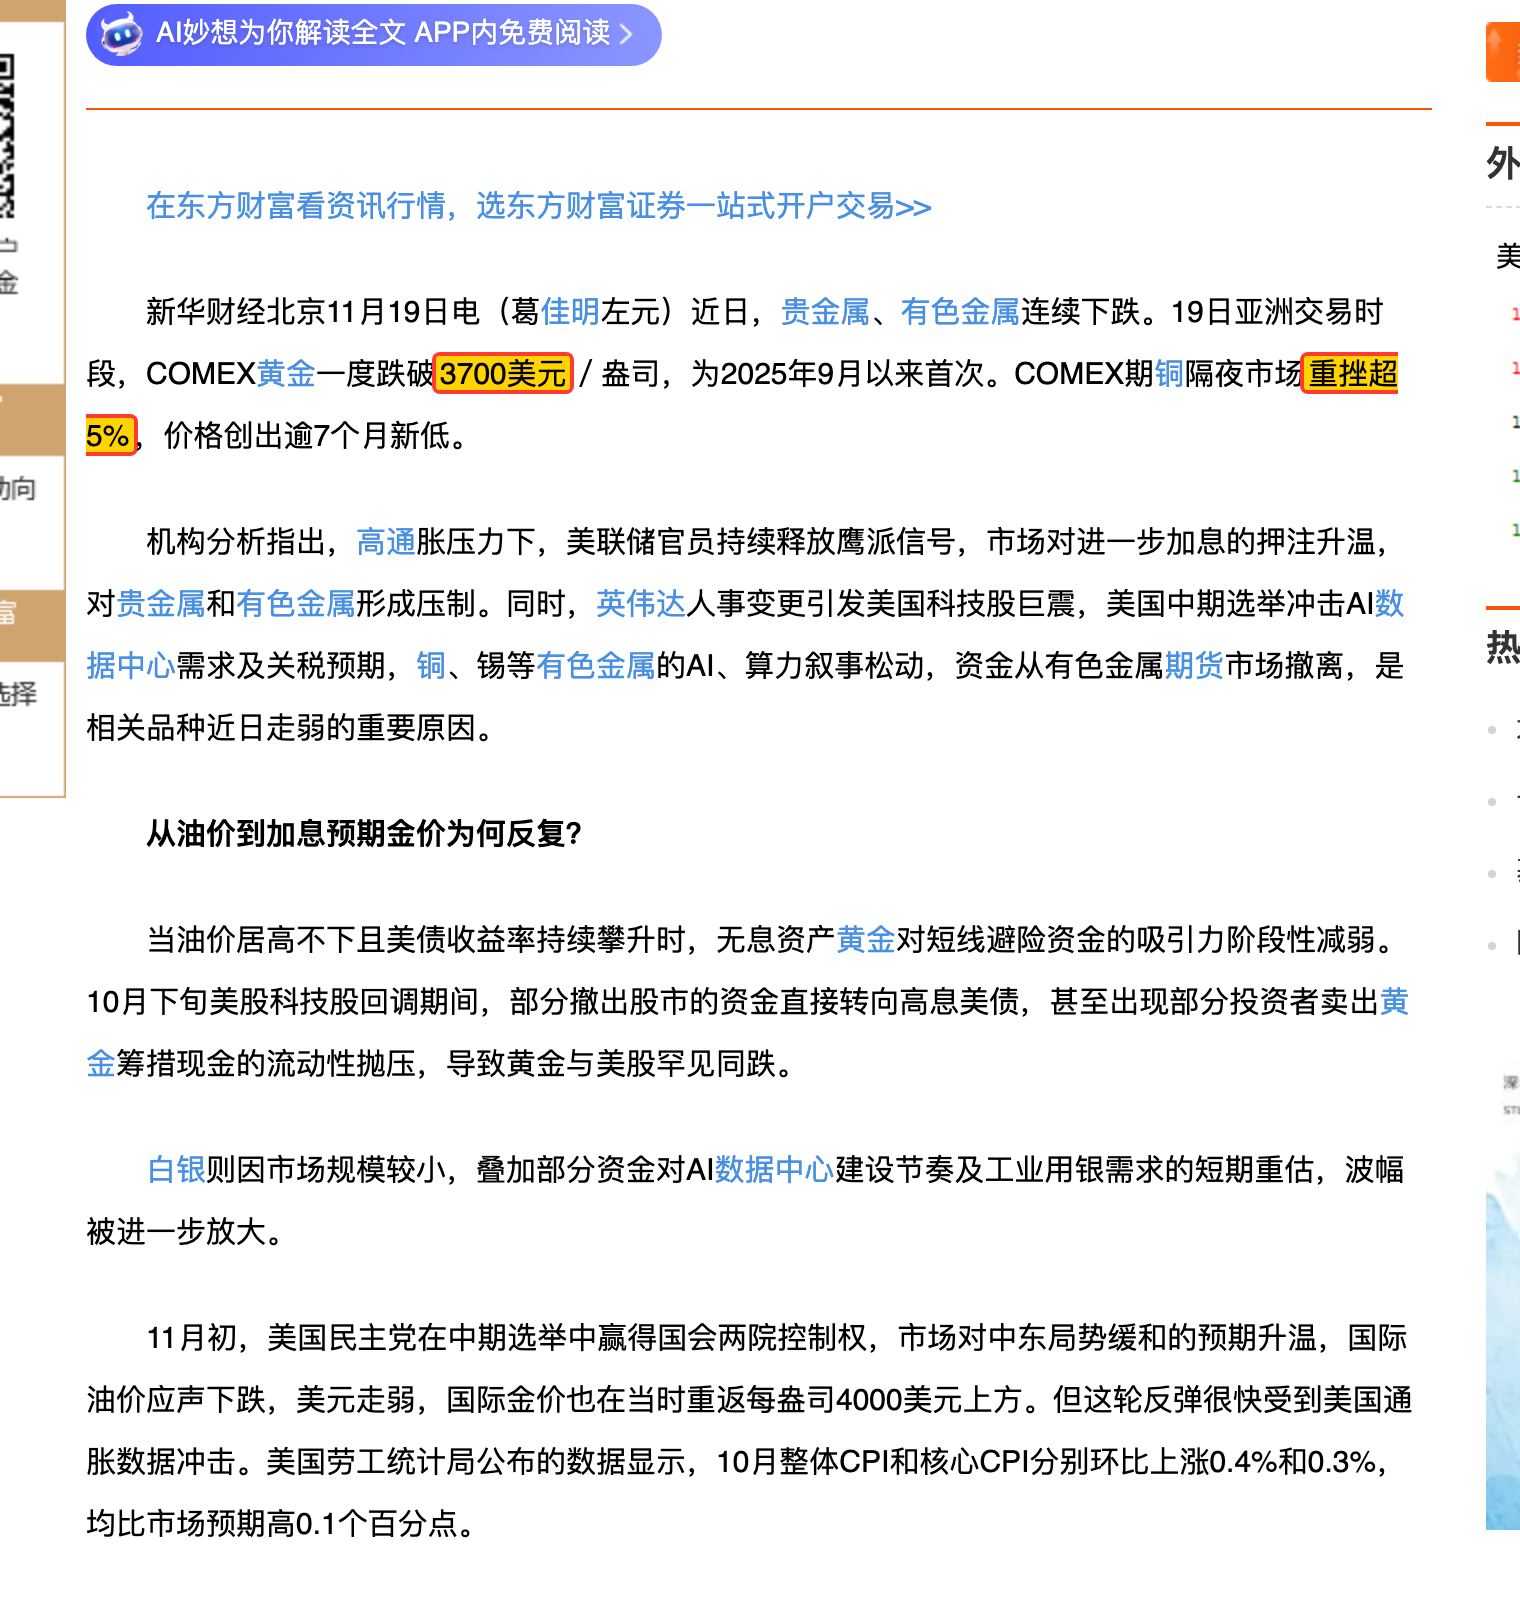 AI妙想为你解读全文 APP内免费阅读
在东方财富看资讯行情，选东方财富证券一站式开户交易>>
新华财经北京11月19日电（葛佳明左元）近日，贵金属、有色金属连续下跌。19日亚洲交易时
段，COMEX黄金一度跌破3700美元／盎司，为2025年9月以来首次。COMEX期铜隔夜市场重挫超
5%，价格创出逾7个月新低。
机构分析指出，高通胀压力下，美联储官员持续释放鹰派信号，市场对进一步加息的押注升温，
对贵金属和有色金属形成压制。同时，英伟达人事变更引发美国科技股巨震，美国中期选举冲击AI数
据中心需求及关税预期，铜、锡等有色金属的AI、算力叙事松动，资金从有色金属期货市场撤离，是
相关品种近日走弱的重要原因。
从油价到加息预期金价为何反复？
当油价居高不下且美债收益率持续攀升时，无息资产黄金对短线避险资金的吸引力阶段性减弱。
10月下旬美股科技股回调期间，部分撤出股市的资金直接转向高息美债，甚至出现部分投资者卖出黄
金筹措现金的流动性抛压，导致黄金与美股罕见同跌。
白银则因市场规模较小，叠加部分资金对AI数据中心建设节奏及工业用银需求的短期重估，波幅
被进一步放大。
11月初，美国民主党在中期选举中赢得国会两院控制权，市场对中东局势缓和的预期升温，国际
油价应声下跌，美元走弱，国际金价也在当时重返每盎司4000美元上方。但这轮反弹很快受到美国通
胀数据冲击。美国劳工统计局公布的数据显示，10月整体CPI和核心CPI分别环比上涨0.4%和0.3%，
均比市场预期高0.1个百分点。
金
动向
富
选择
外
美
热
深